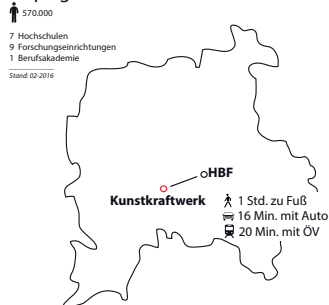 570.000
7 Hochschulen
9 Forschungseinrichtungen
1 Berufsakademie
Stand: 02-2016
HBF
Kunstkraftwerk
1 Std. zu Fuß
16 Min. mit Auto
20 Min. mit ÖV